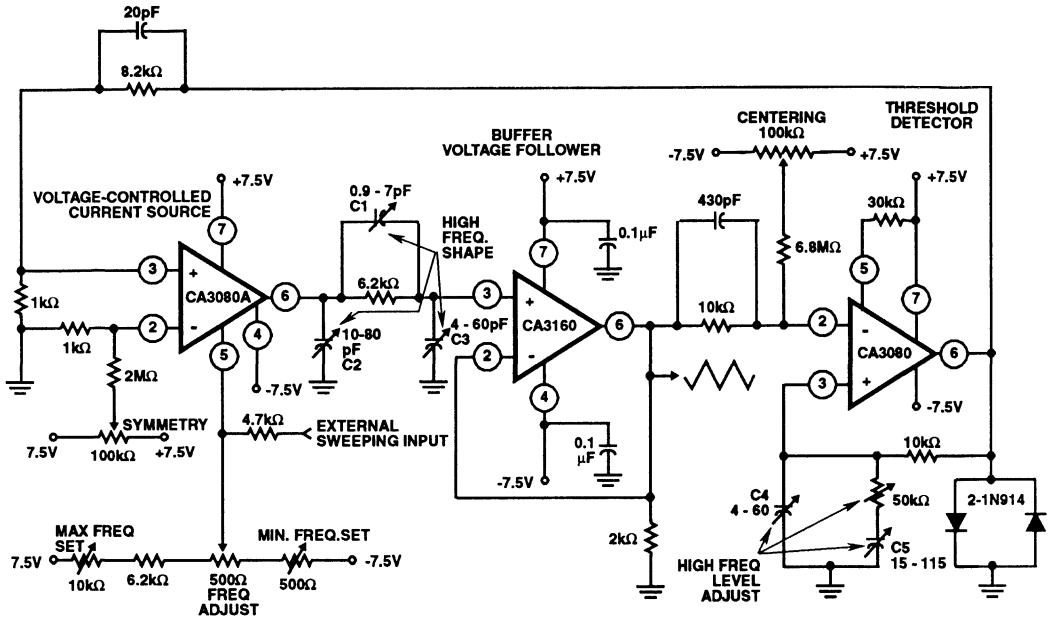 20pF
8.2kΩ
THRESHOLD
DETECTOR
CENTERING
100kΩ
-7.5V
+7.5V
BUFFER
VOLTAGE FOLLOWER
+7.5V
+7.5V
+7.5V
VOLTAGE-CONTROLLED
CURRENT SOURCE
0.9 - 7pF
C1
HIGH
FREQ.
SHAPE
430pF
30kΩ
0.1µF
6.8MΩ
7
7
5
7
3
+
CA3080A
6
6.2kΩ
3
+
CA3160
6
10kΩ
2
-
CA3080
6
1kΩ
1kΩ
2
-
4
5
10-80
pF
C2
4 - 60pF
C3
2
-
4
3
+
2MΩ
-7.5V
-7.5V
SYMMETRY
7.5V
100kΩ
+7.5V
4.7kΩ
EXTERNAL
SWEEPING INPUT
0.1
µF
-7.5V
10kΩ
C4
4 - 60
50kΩ
2-1N914
C5
15 - 115
MAX FREQ
SET
MIN. FREQ.SET
7.5V
10kΩ
6.2kΩ
500Ω
FREQ
ADJUST
500Ω
-7.5V
2kΩ
HIGH FREQ
LEVEL
ADJUST